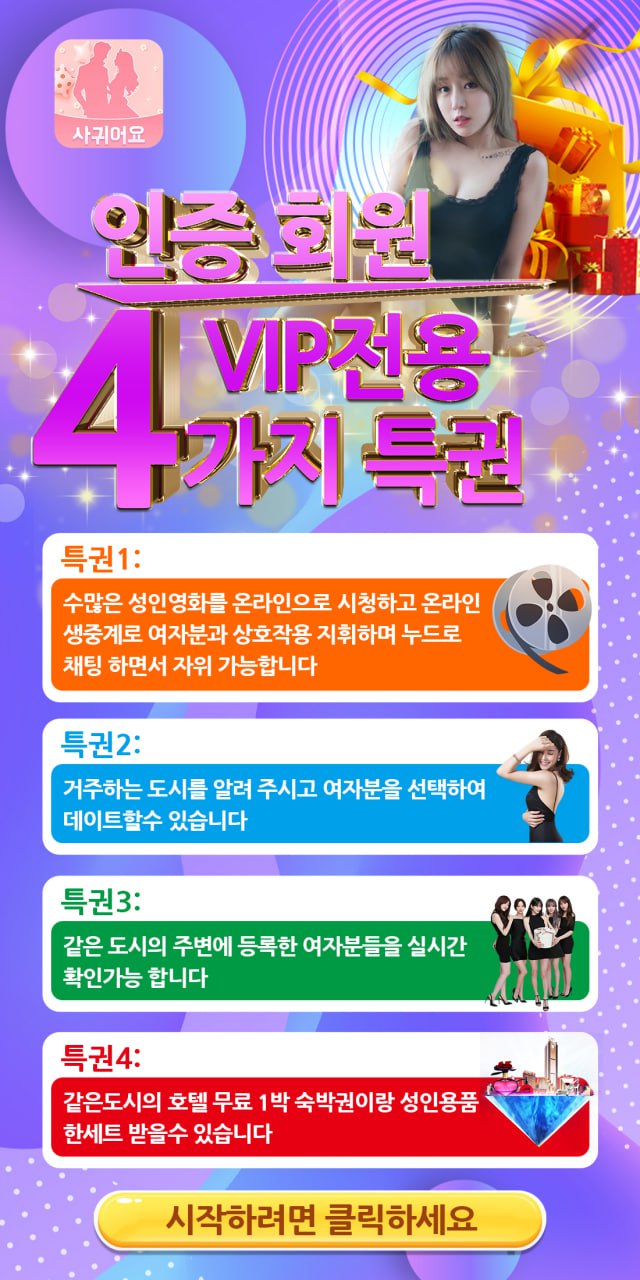 사귀어요
인증 회원
4 VIP전용
가지 특권
특권1:
수많은 성인영화를 온라인으로 시청하고 온라인
생중계로 여자분과 상호작용 지휘하며 누드로
채팅 하면서 자위 가능합니다
특권2:
거주하는 도시를 알려 주시고 여자분을 선택하여
데이트할수 있습니다
특권3:
같은 도시의 주변에 등록한 여자분들을 실시간
확인가능 합니다
특권4:
같은도시의 호텔 무료 1박 숙박권이랑 성인용품
한세트 받을수 있습니다
시작하려면 클릭하세요